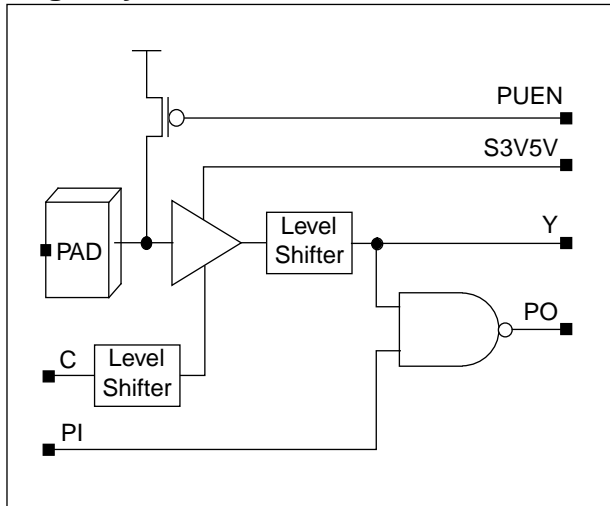 PUEN
S3V5V
Level
Shifter
Y
PAD
PO
C
Level
Shifter
PI